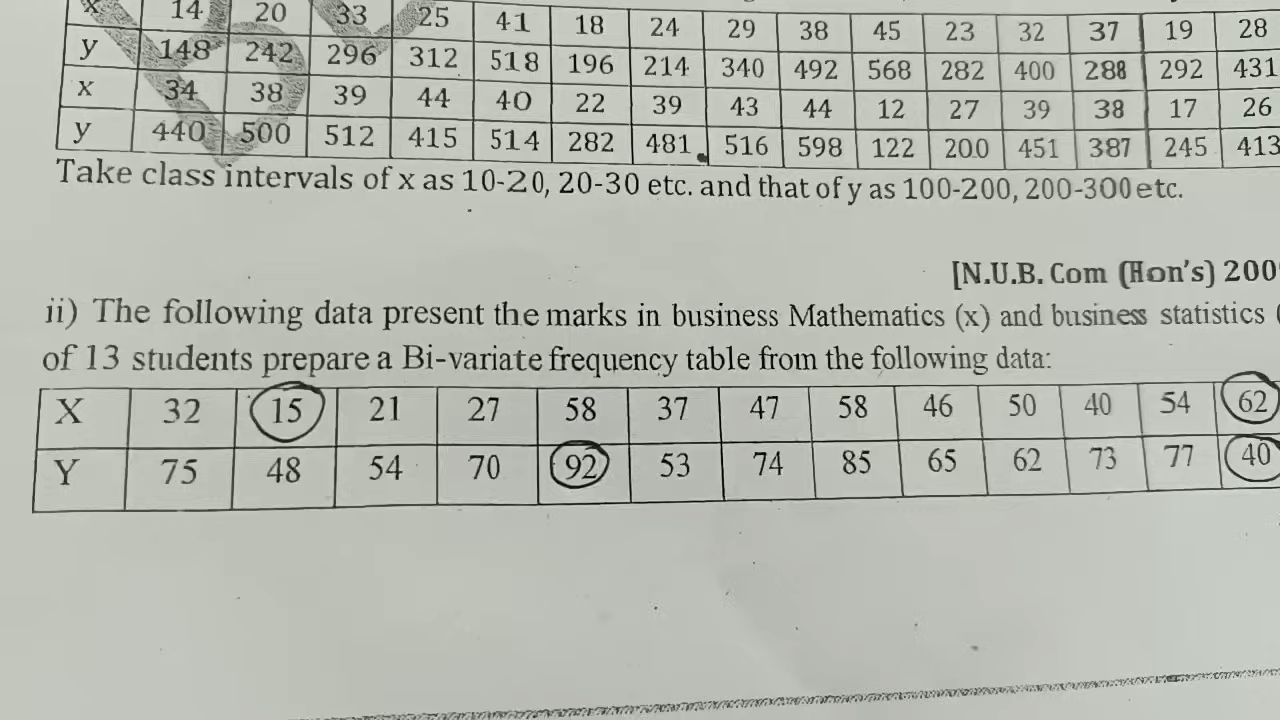 x 14 20 33 25 41 18 24 29 38 45 23 32 37 19 28
y 148 242 296 312 518 196 214 340 492 568 282 400 288 292 431
x 34 38 39 44 40 22 39 43 44 12 27 39 38 17 26
y 440 500 512 415 514 282 481 516 598 122 200 451 387 245 413
Take class intervals of x as 10-20, 20-30 etc. and that of y as 100-200, 200-300 etc.
[N.U.B. Com (Hon's) 200
ii) The following data present the marks in business Mathematics (x) and business statistics (
of 13 students prepare a Bi-variate frequency table from the following data:
X 32 15 21 27 58 37 47 58 46 50 40 54 62
Y 75 48 54 70 92 53 74 85 65 62 73 77 40